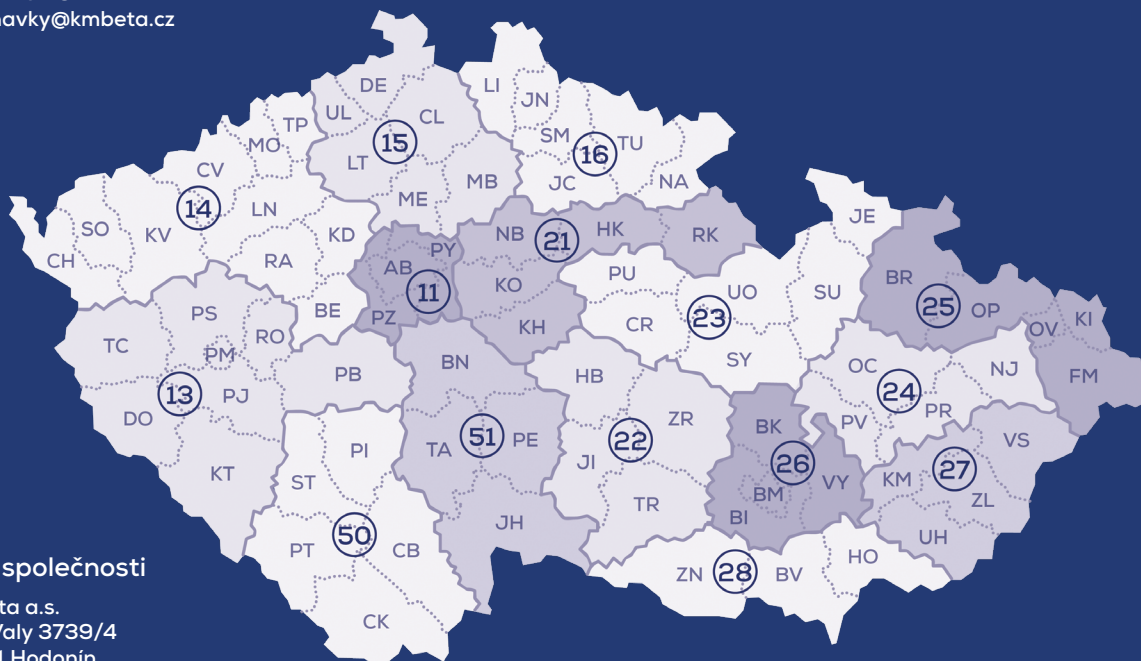 navky@kmbeta.cz
DE
LI
UL
CL
JN
TP
MO
15
SM
TU
16
LT
CV
MB
JC
NA
14
ME
LN
SO
KV
KD
NB
21
HK
RK
JE
CH
RA
PY
AB
11
KO
PU
UO
SU
BR
25
OP
PS
BE
PZ
KH
CR
23
OV
KI
TC
RO
PM
SY
PB
BN
HB
OC
NJ
FM
13
PJ
24
DO
ZR
PV
PR
51
TA
PE
22
BK
VS
PI
JI
26
27
KT
ST
BM
VY
KM
ZL
TR
BI
JH
50
UH
PT
CB
HO
společnosti
ZN
28
BV
ta a.s.
CK
Valy 3739/4
Hodonín